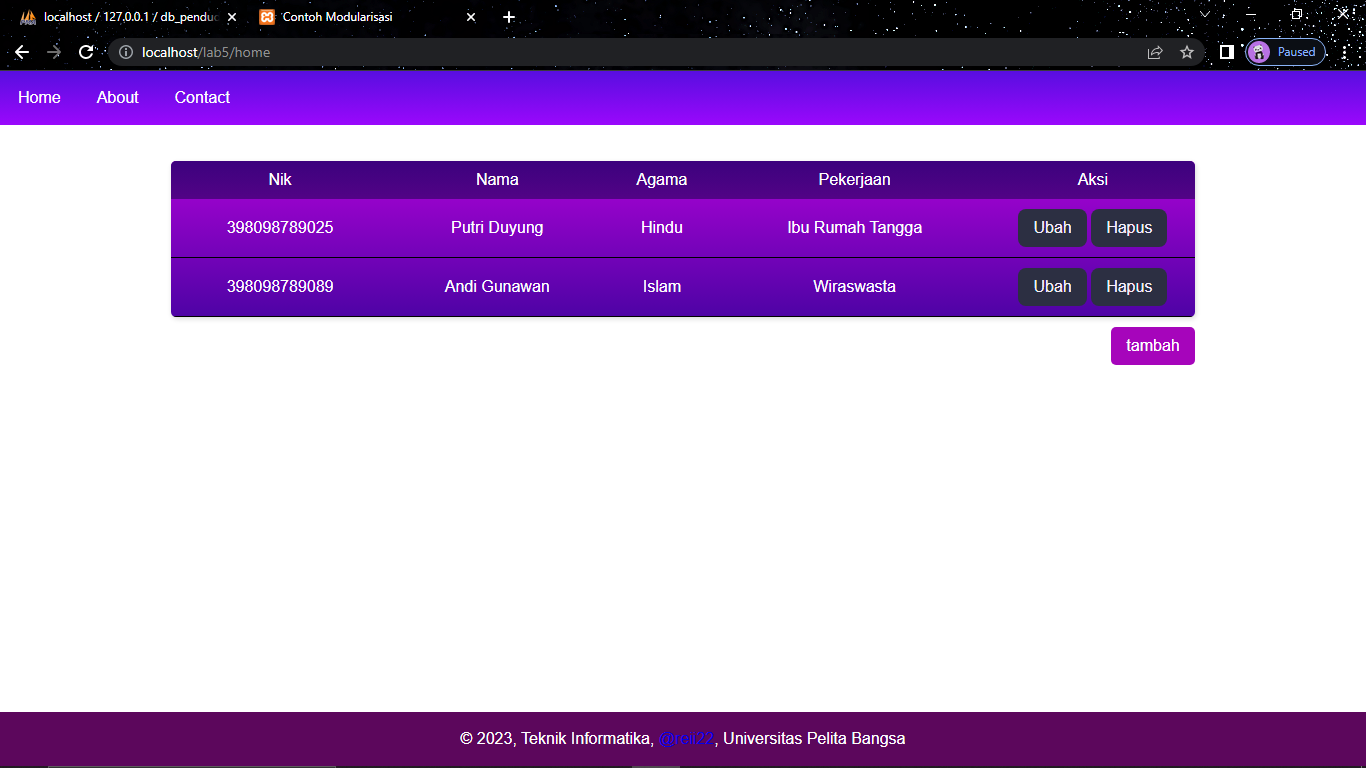 localhost / 127.0.0.1 / db_penduc
Contoh Modularisasi
localhost/lab5/home
Paused
Home About Contact
Nik Nama Agama Pekerjaan Aksi
398098789025 Putri Duyung Hindu Ibu Rumah Tangga Ubah Hapus
398098789089 Andi Gunawan Islam Wiraswasta Ubah Hapus
tambah
© 2023, Teknik Informatika, , Universitas Pelita Bangsa